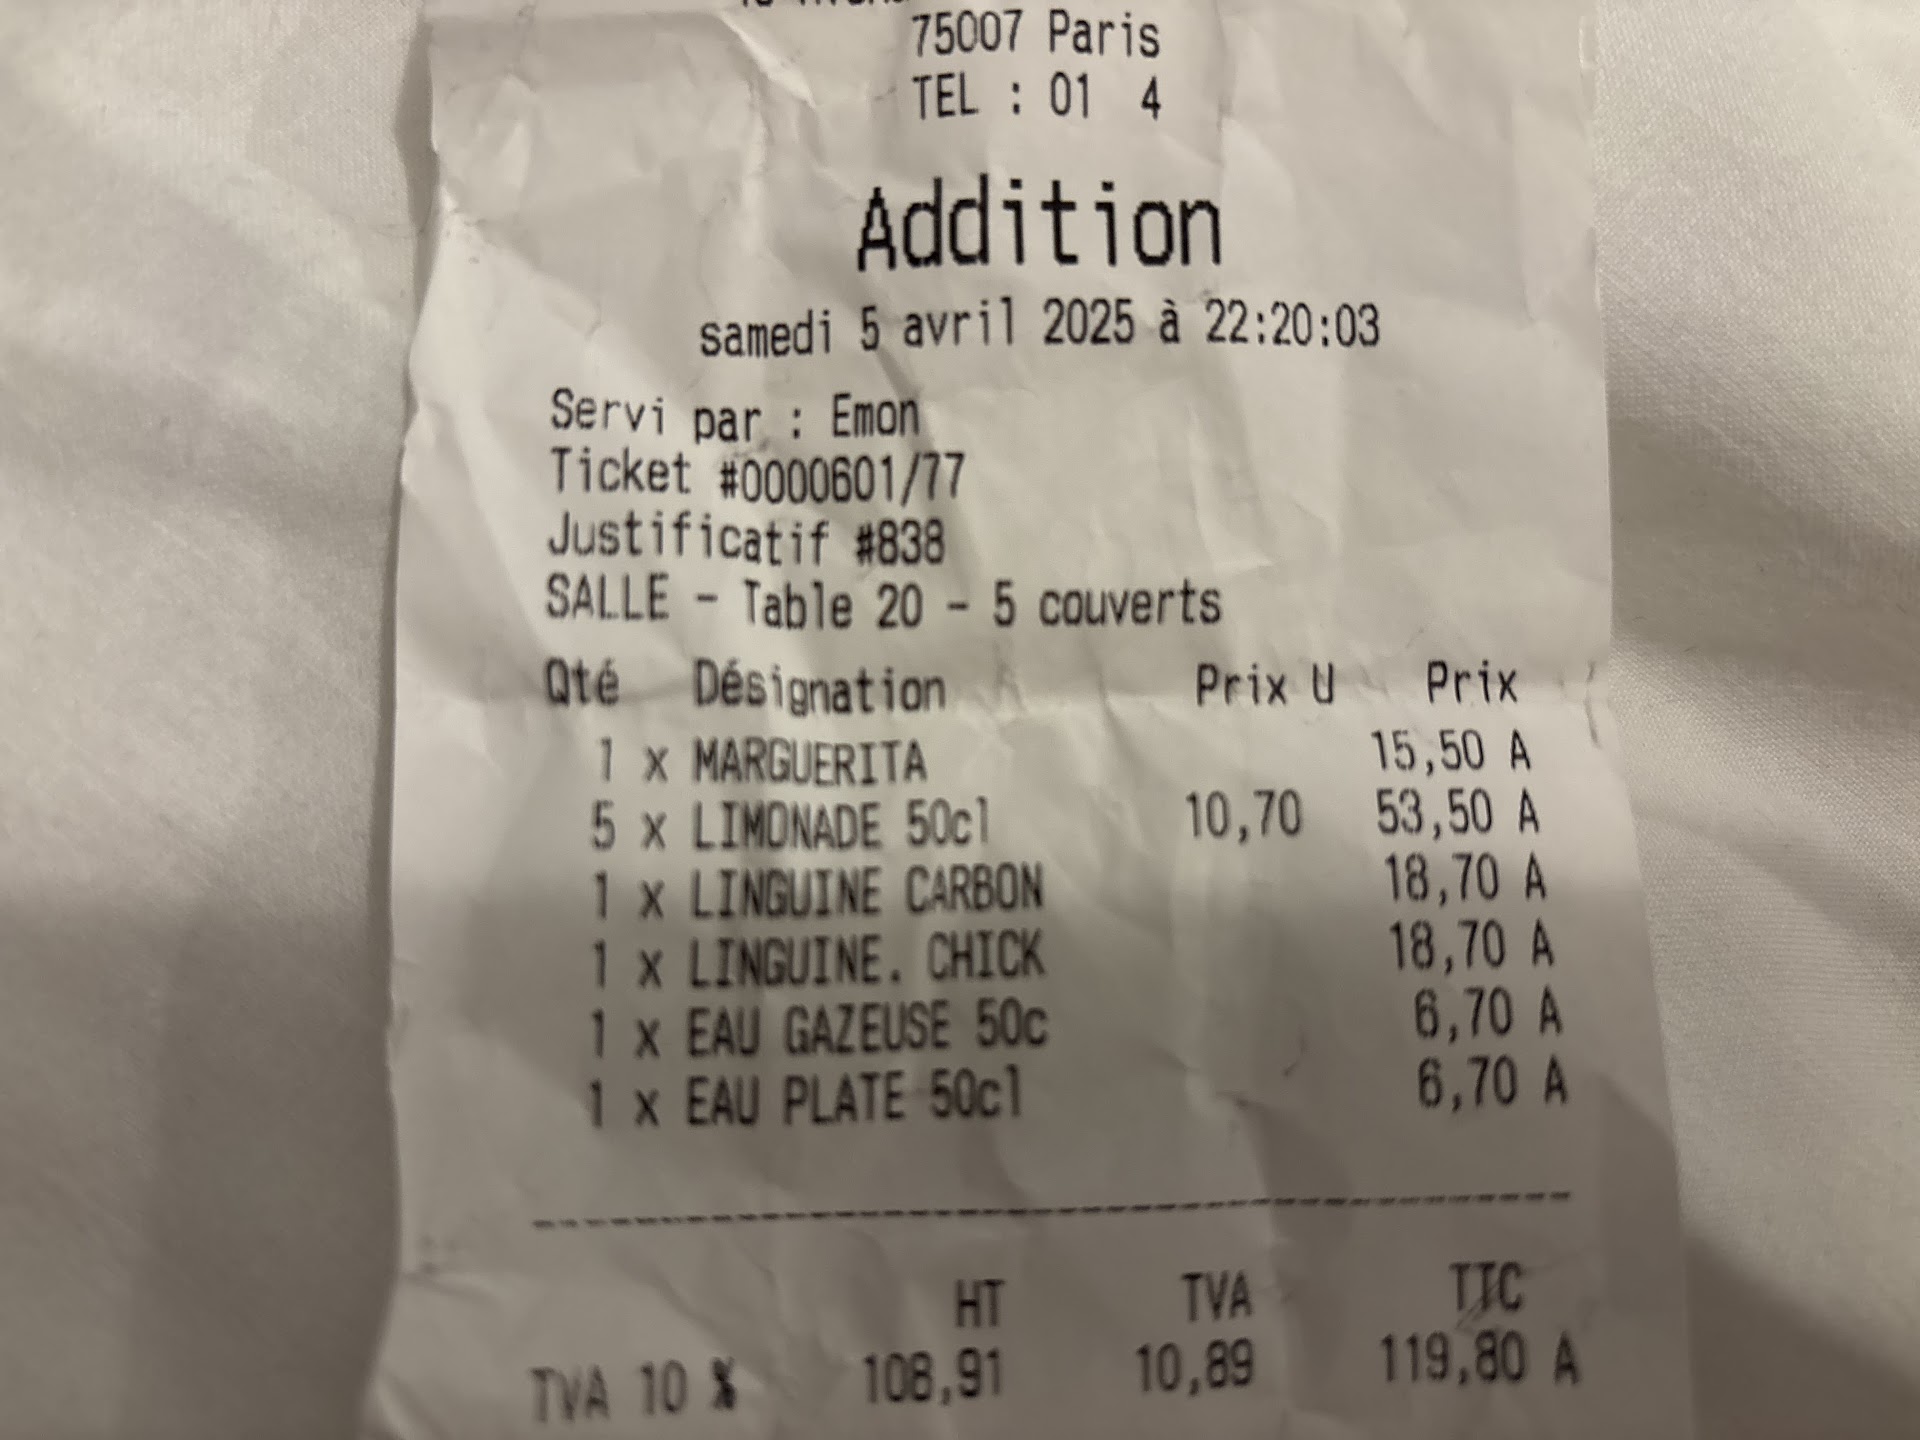 75007 Paris
TEL : 01 4
Addition
samedi 5 avril 2025 à 22:20:03
Servi par : Emon
Ticket #0000601/77
Justificatif #838
SALLE - Table 20 - 5 couverts
Qté Désignation Prix U Prix
1 x MARGUERITA 15,50 A
5 x LIMONADE 50cl 10,70 53,50 A
1 x LINGUINE CARBON 18,70 A
1 x LINGUINE. CHICK 18,70 A
1 x EAU GAZEUSE 50c 6,70 A
1 x EAU PLATE 50cl 6,70 A
HT TVA TTC
TVA 10 % 108,91 10,89 119,80 A